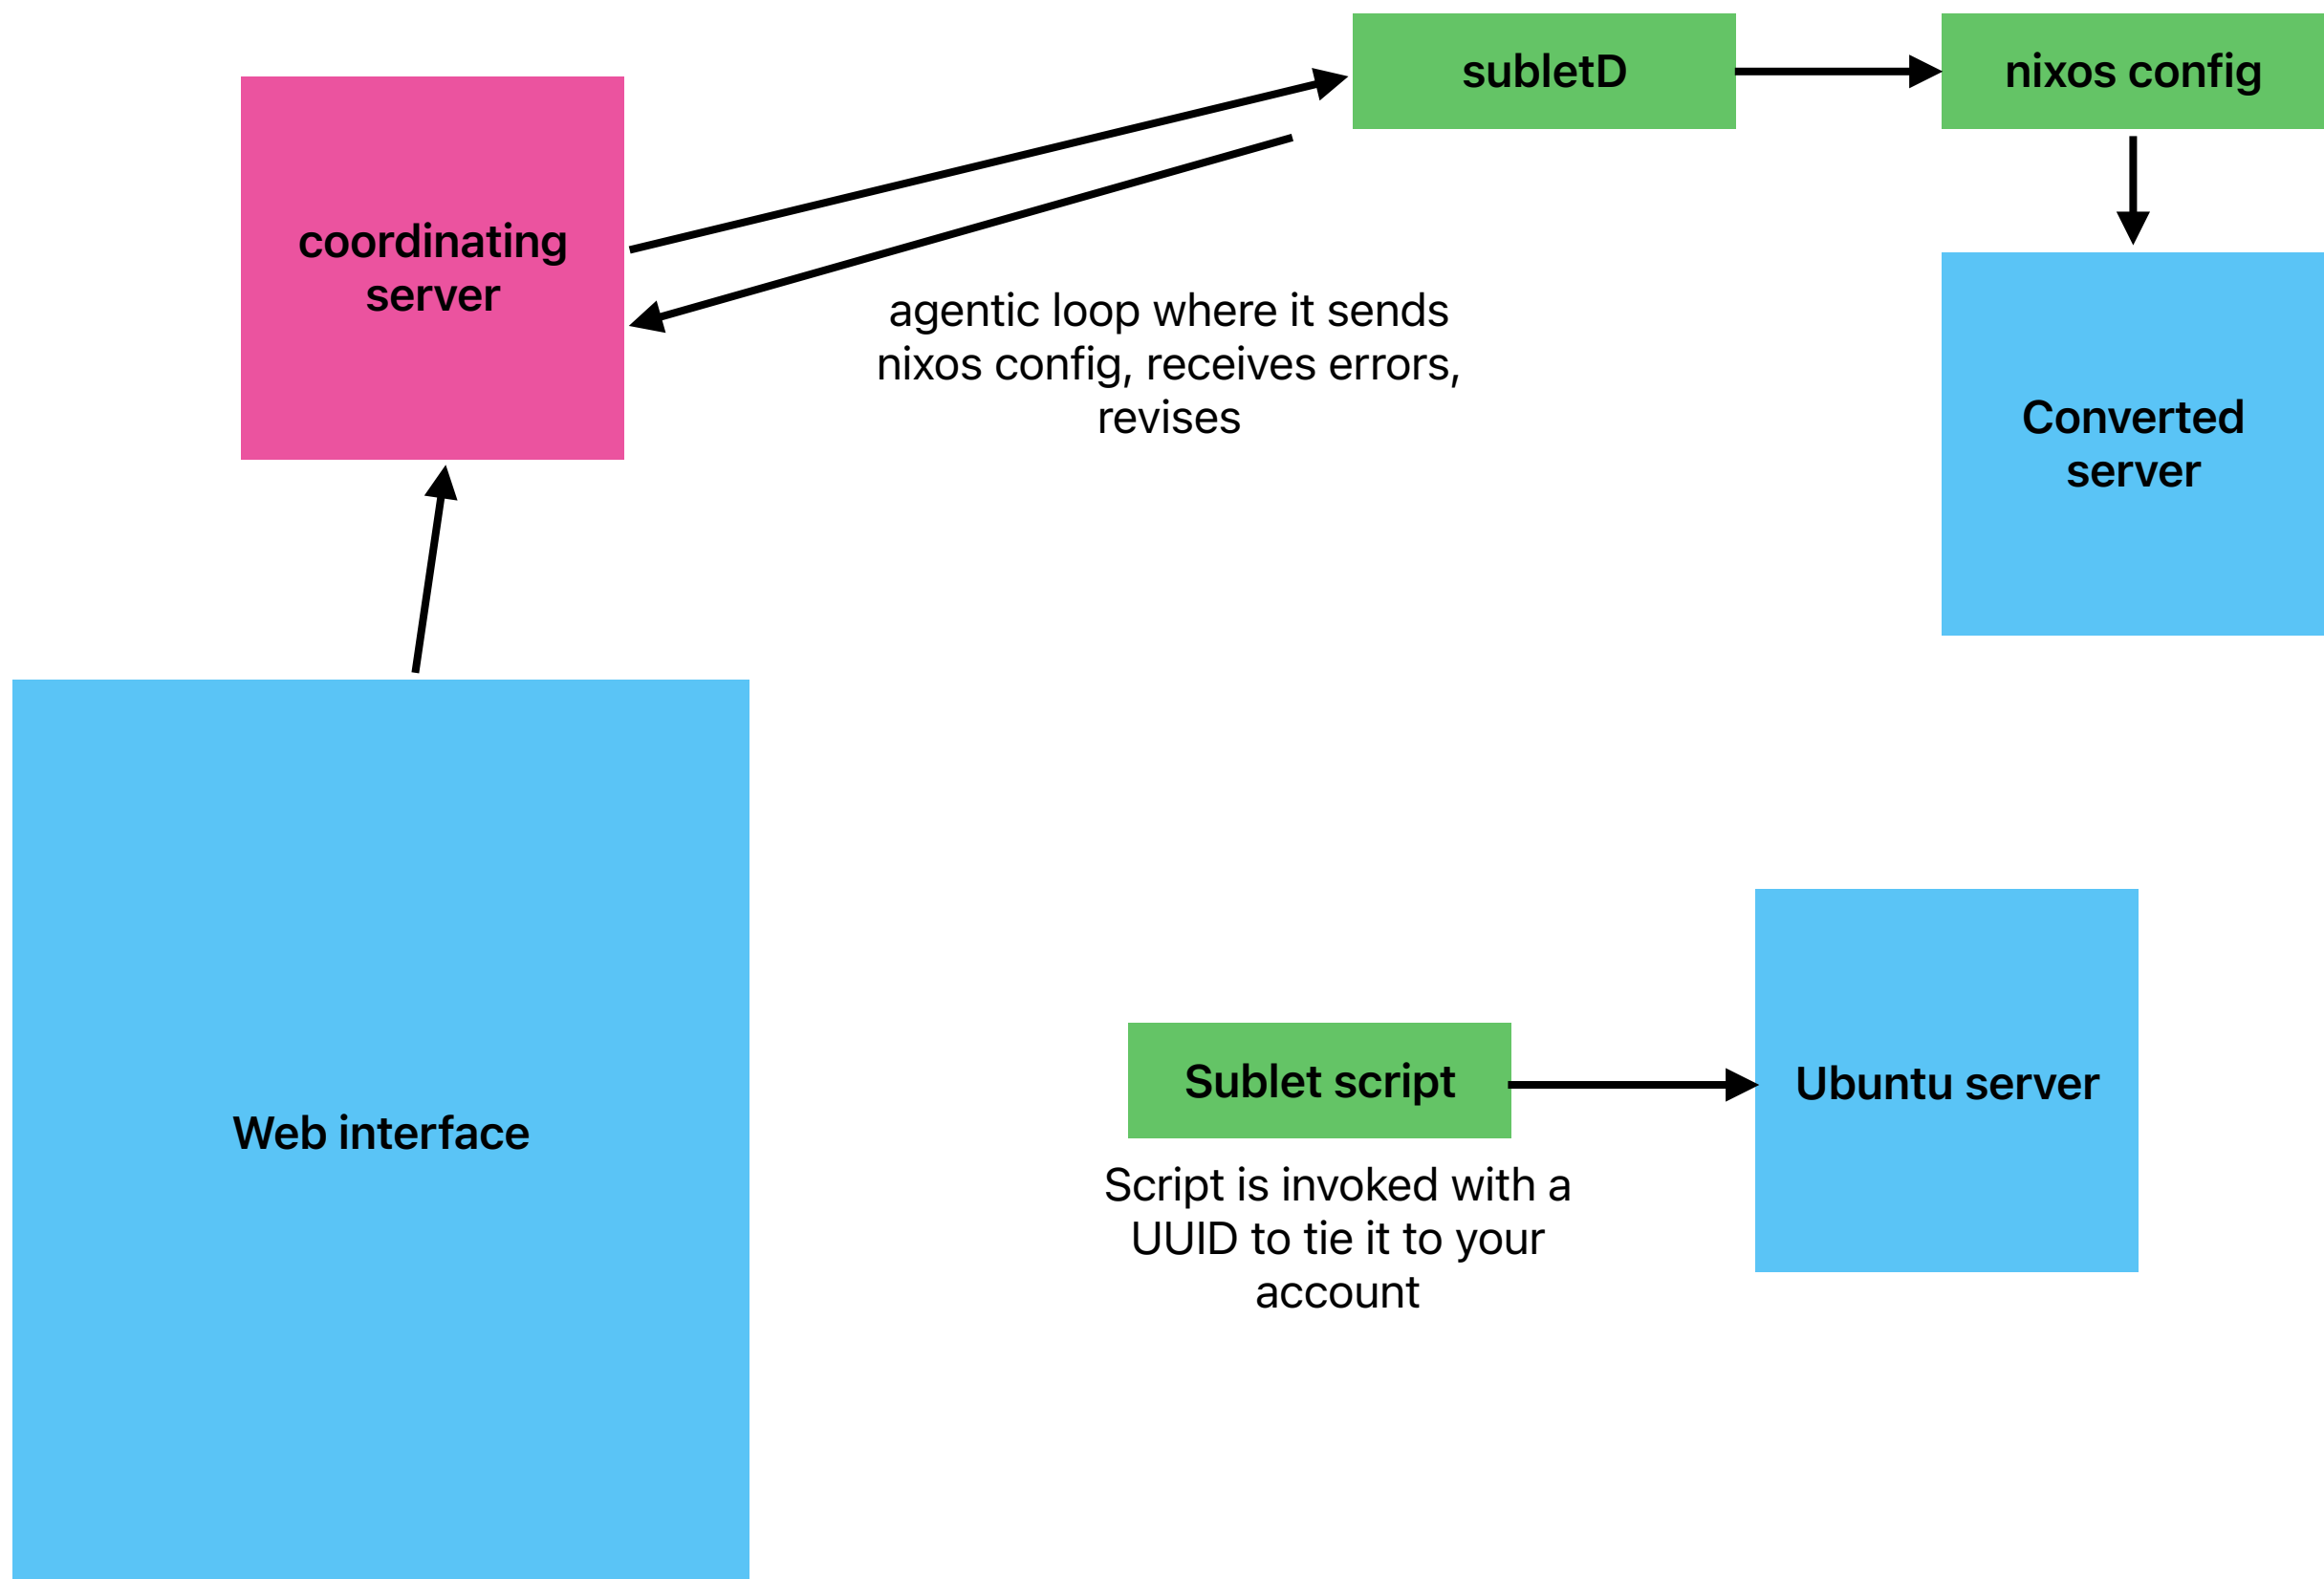 subletD
nixos config
coordinating
server
agentic loop where it sends
nixos config, receives errors,
revises
Converted
server
Web interface
Sublet script
Ubuntu server
Script is invoked with a
UUID to tie it to your
account